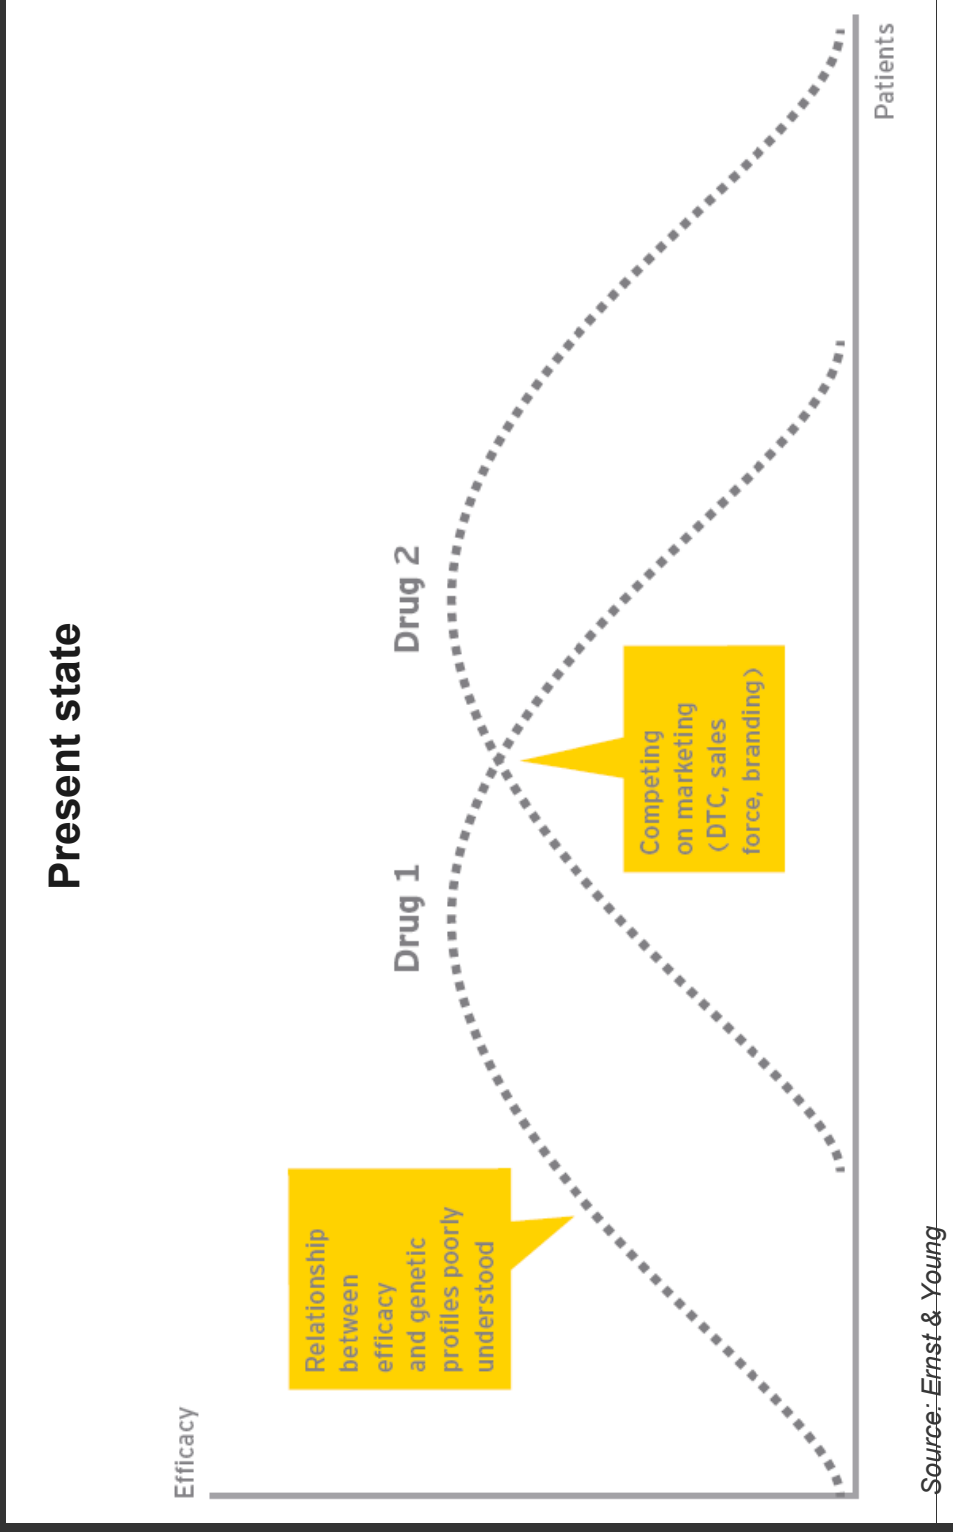 Present state
Efficacy
Relationship
between
efficacy
and genetic
profiles poorly
understood
Drug 1
Drug 2
Competing
on marketing
(DTC, sales
force, branding)
Patients
Source: Ernst & Young